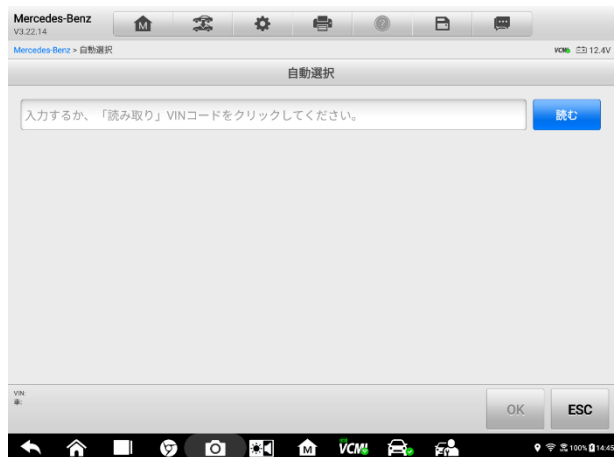 Mercedes-Benz
V3.22.14
Mercedes-Benz > 自動選択
VCMI 12.4V
自動選択
入力するか、「読み取り」VINコードをクリックしてください。
読む
VIN:
車:
OK
ESC
M
VCMI
100% 14:45